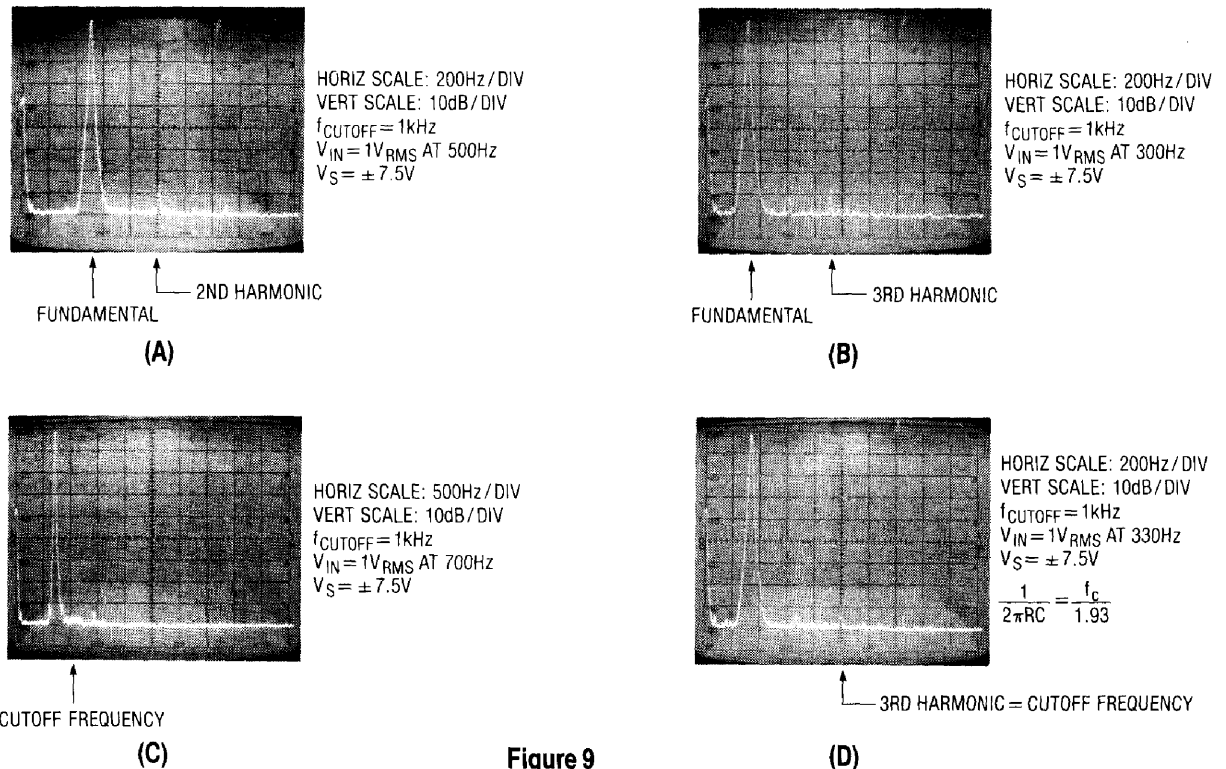 HORIZ SCALE: 200Hz/DIV
VERT SCALE: 10dB/DIV
fCUTOFF = 1kHz
VIN = 1VRMS AT 500Hz
VS = ± 7.5V
FUNDAMENTAL
2ND HARMONIC
(A)
HORIZ SCALE: 200Hz/DIV
VERT SCALE: 10dB/DIV
fCUTOFF = 1kHz
VIN = 1VRMS AT 300Hz
VS = ± 7.5V
FUNDAMENTAL
3RD HARMONIC
(B)
HORIZ SCALE: 500Hz/DIV
VERT SCALE: 10dB/DIV
fCUTOFF = 1kHz
VIN = 1VRMS AT 700Hz
VS = ± 7.5V
CUTOFF FREQUENCY
(C)
HORIZ SCALE: 200Hz/DIV
VERT SCALE: 10dB/DIV
fCUTOFF = 1kHz
VIN = 1VRMS AT 330Hz
VS = ± 7.5V
1/2πRC = fc/1.93
3RD HARMONIC = CUTOFF FREQUENCY
(D)
Figure 9